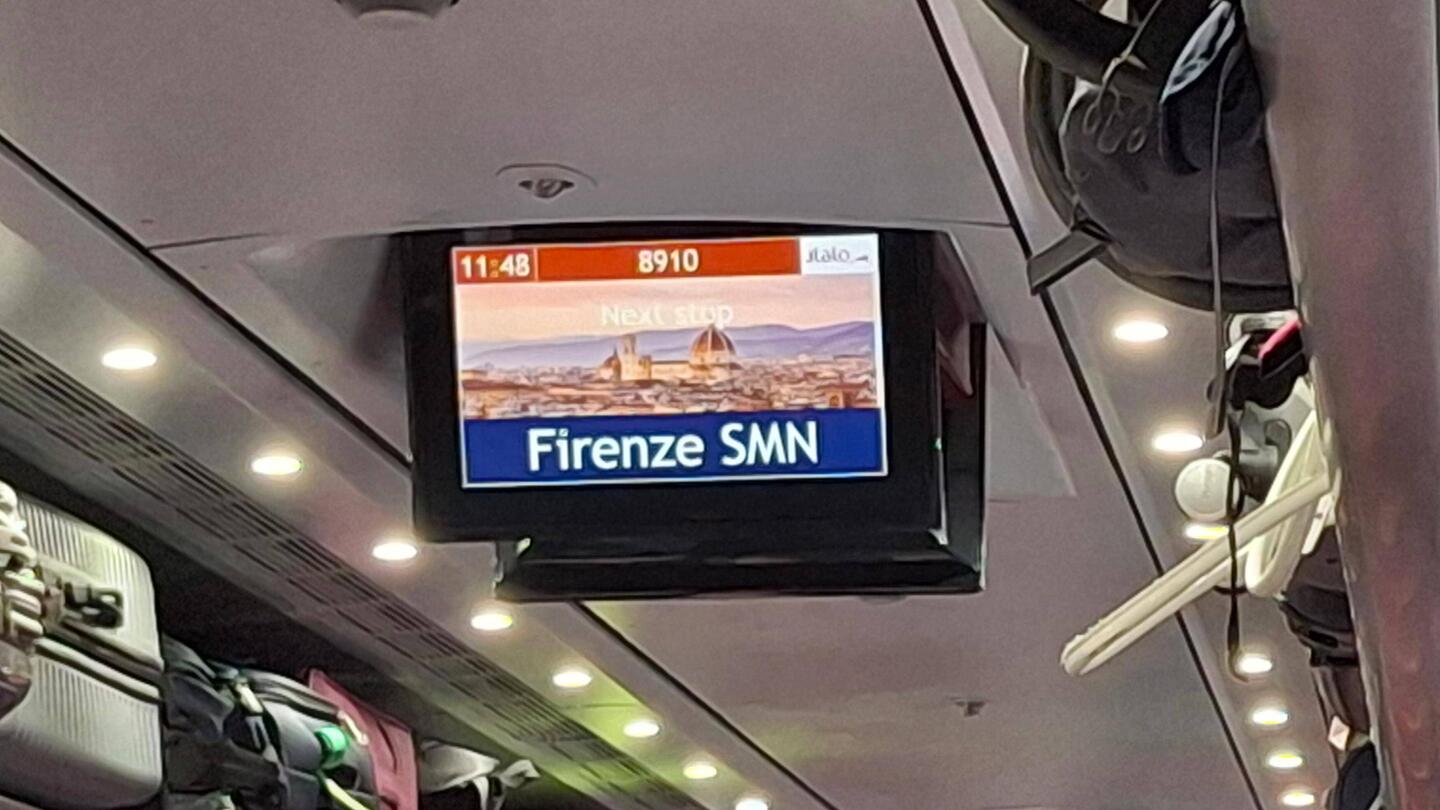 11:48 8910 italo
Next stop
Firenze SMN